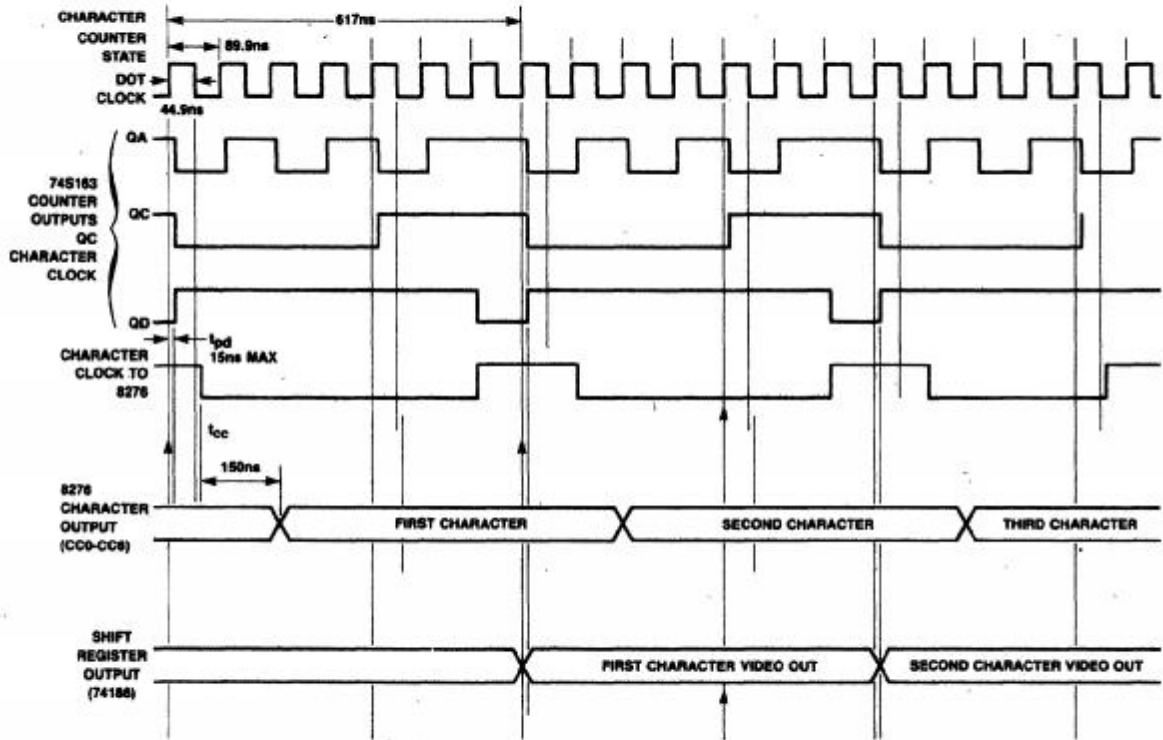 CHARACTER
617ns
COUNTER
STATE
89.9ns
DOT
CLOCK
44.9ns
QA
74S163
COUNTER
OUTPUTS
QC
QC
CHARACTER
CLOCK
QD
tpd
15ns MAX
CHARACTER
CLOCK TO
8276
tcc
150ns
8276
CHARACTER
OUTPUT
(CC0-CC6)
FIRST CHARACTER
SECOND CHARACTER
THIRD CHARACTER
SHIFT
REGISTER
OUTPUT
(74166)
FIRST CHARACTER VIDEO OUT
SECOND CHARACTER VIDEO OUT